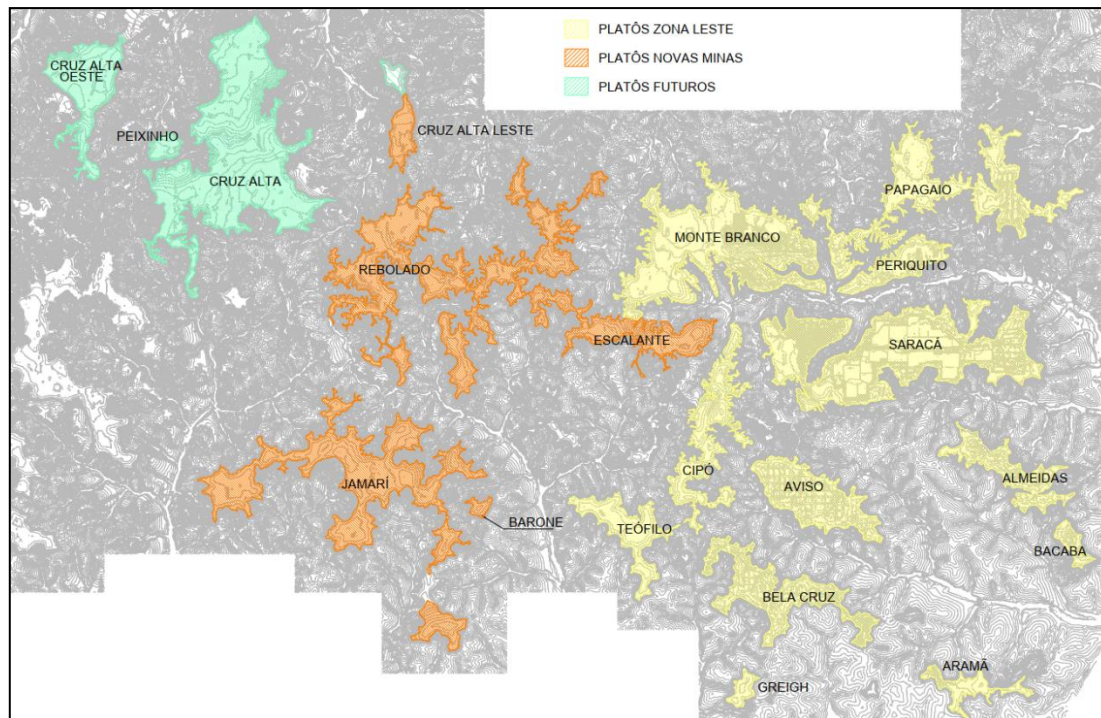 PLATÔS ZONA LESTE
PLATÔS NOVAS MINAS
PLATÔS FUTUROS
CRUZ ALTA
OESTE
PEIXINHO
CRUZ ALTA
CRUZ ALTA LESTE
PAPAGAIO
MONTE BRANCO
PERIQUITO
REBOLADO
ESCALANTE
SARACÁ
CIPÓ
ALMEIDAS
JAMARÍ
AVISO
BARONE
TEÓFILO
BACABA
BELA CRUZ
ARAMÃ
GREIGH